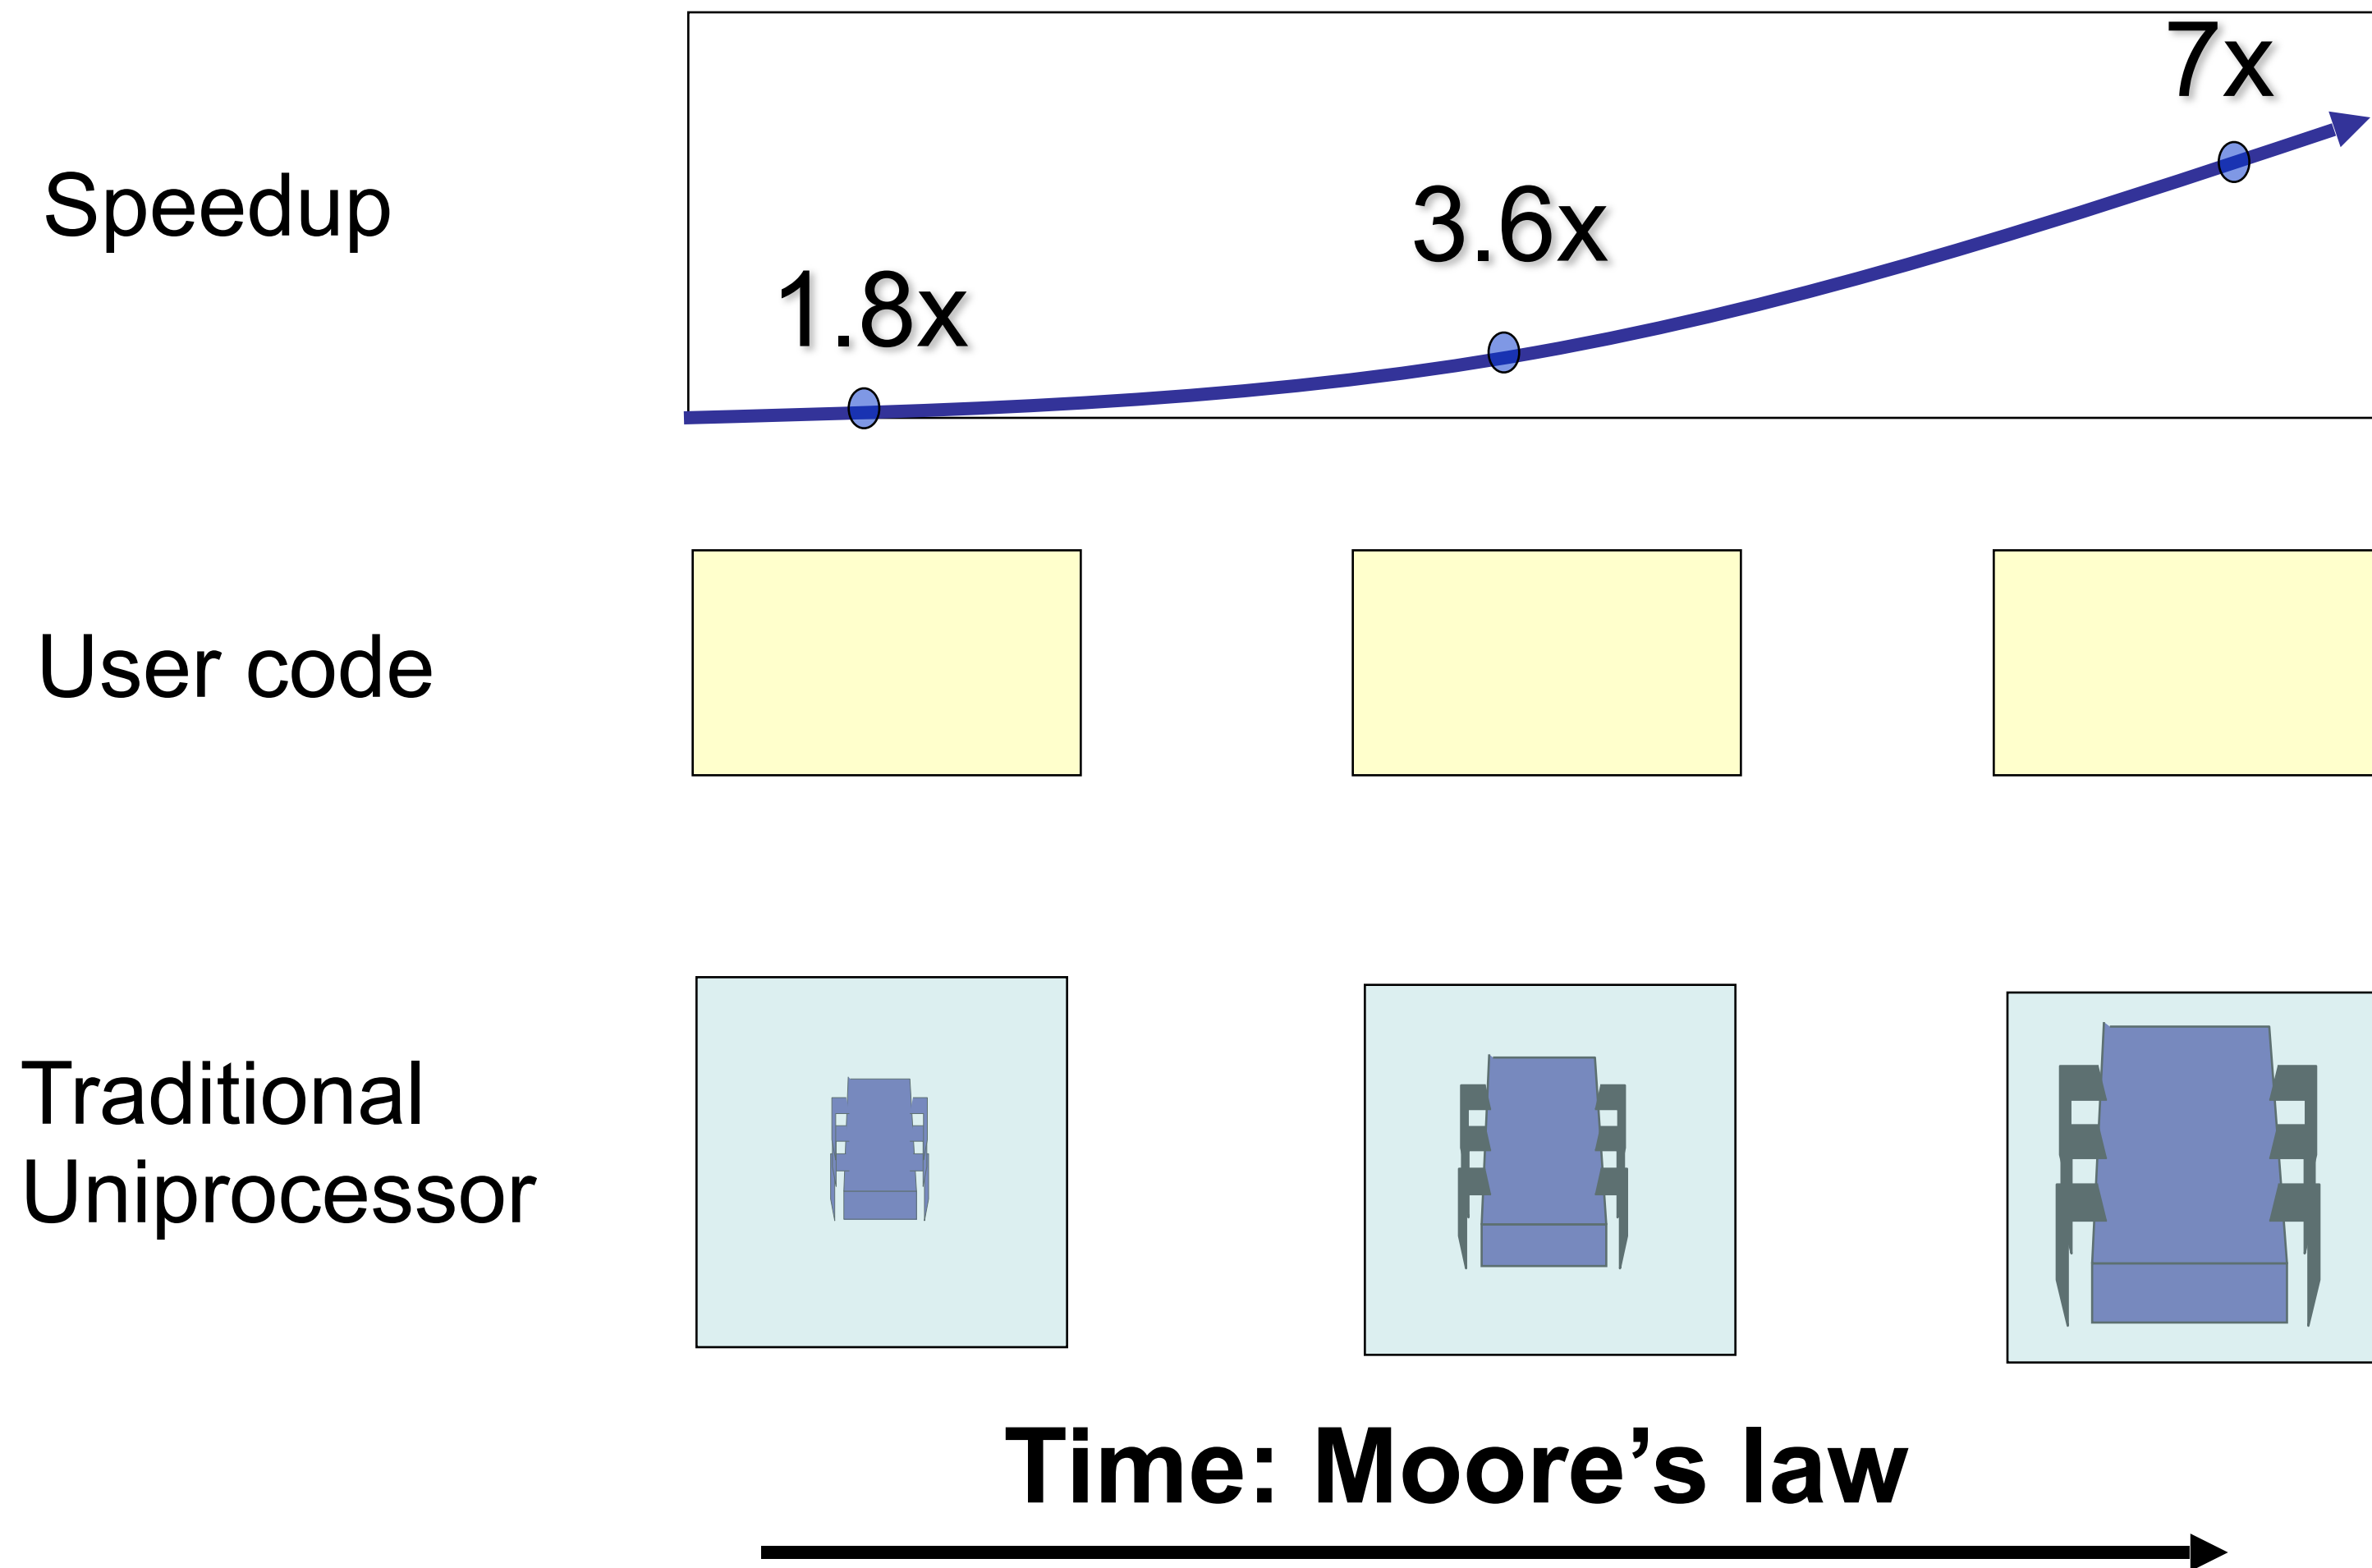 7x
3.6x
1.8x
Speedup
User code
Traditional
Uniprocessor
Time: Moore’s law